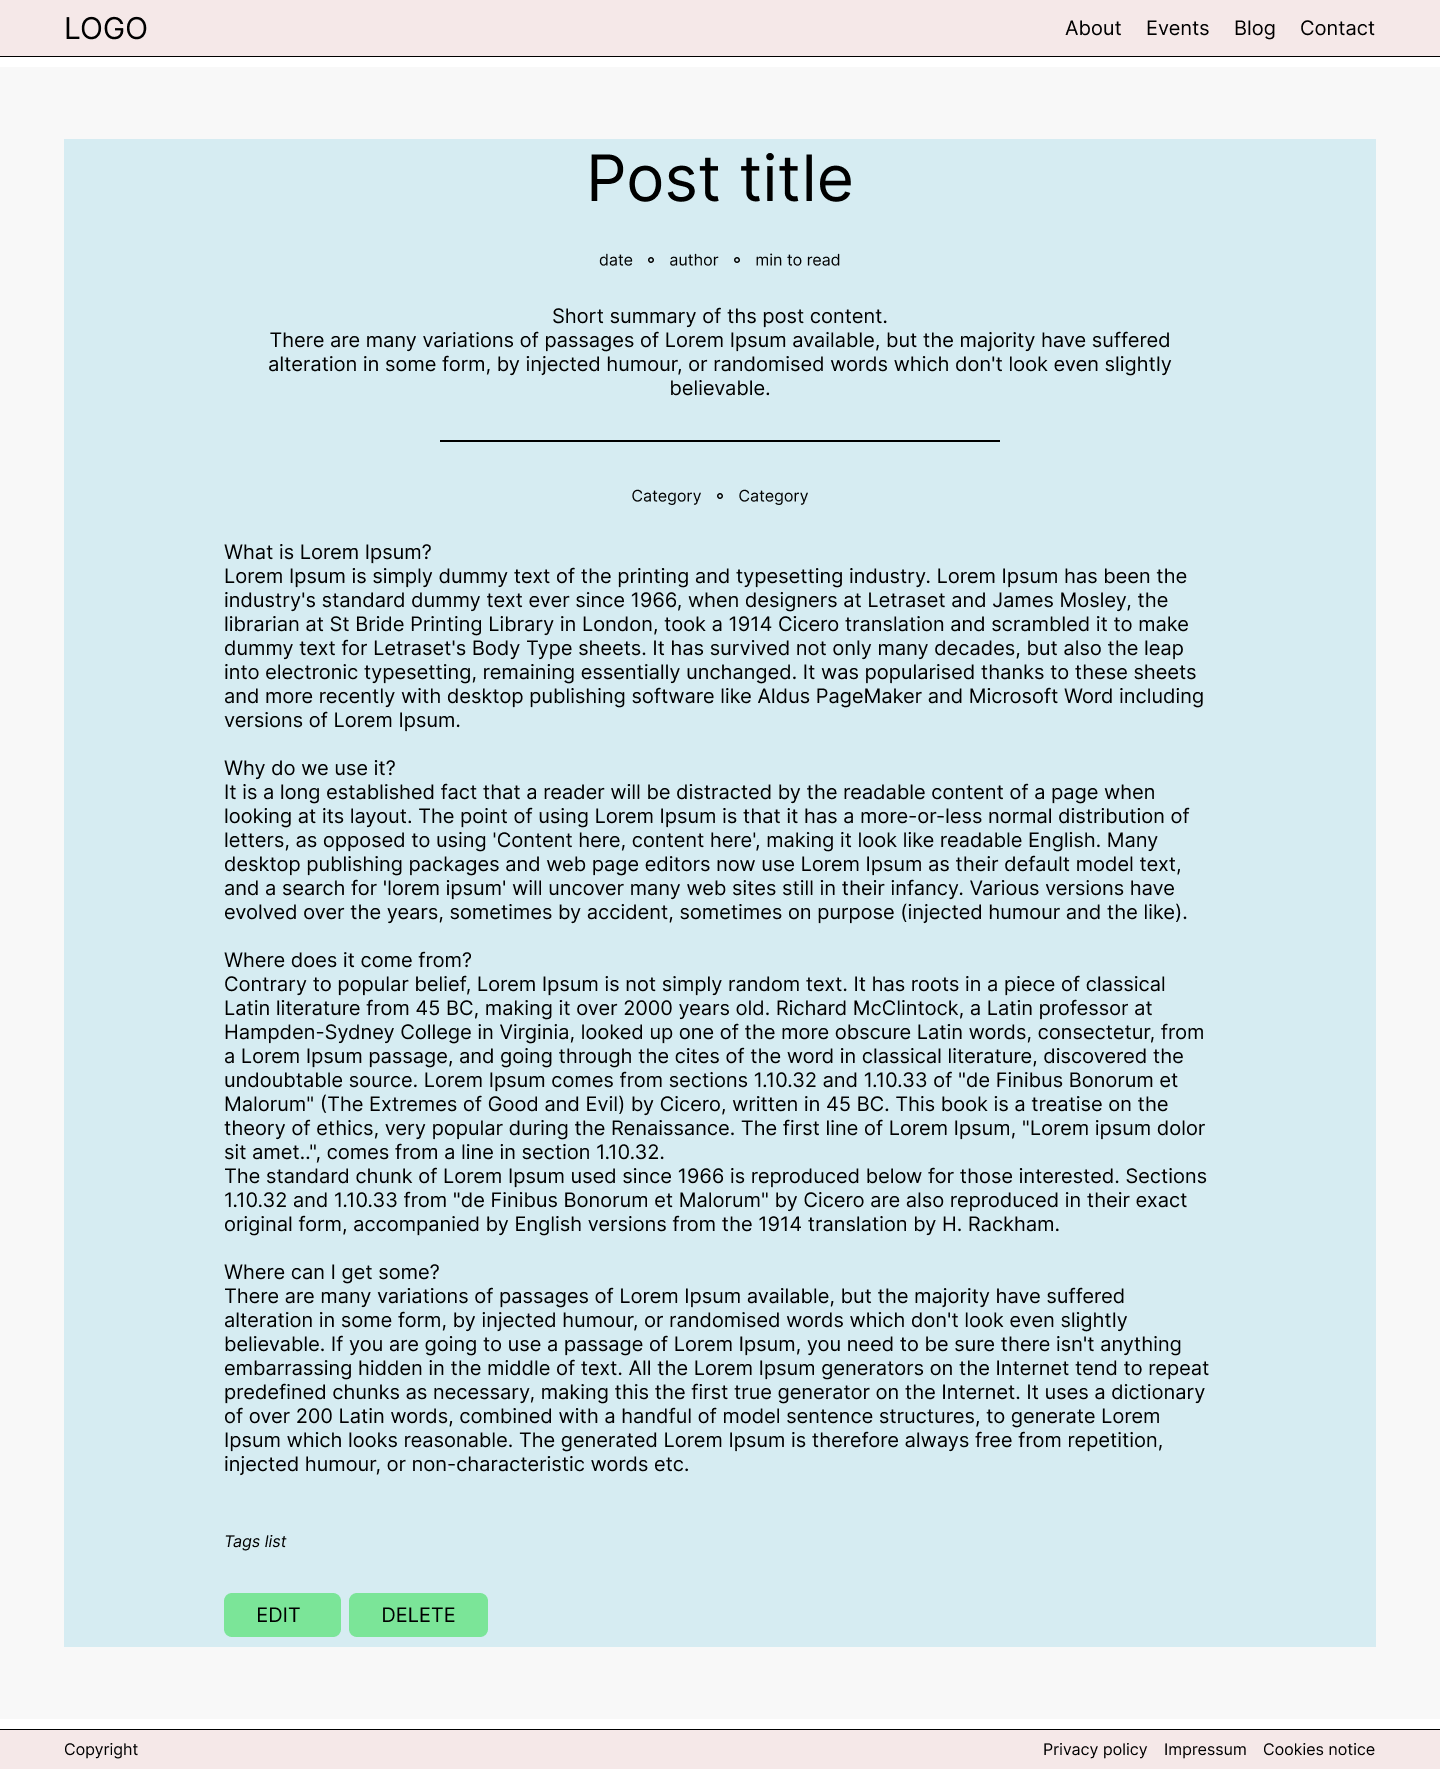 LOGO
About Events Blog Contact
Post title
date author min to read
Short summary of ths post content.
There are many variations of passages of Lorem Ipsum available, but the majority have suffered
alteration in some form, by injected humour, or randomised words which don't look even slightly
believable.
Category Category
What is Lorem Ipsum?
Lorem Ipsum is simply dummy text of the printing and typesetting industry. Lorem Ipsum has been the
industry's standard dummy text ever since 1966, when designers at Letraset and James Mosley, the
librarian at St Bride Printing Library in London, took a 1914 Cicero translation and scrambled it to make
dummy text for Letraset's Body Type sheets. It has survived not only many decades, but also the leap
into electronic typesetting, remaining essentially unchanged. It was popularised thanks to these sheets
and more recently with desktop publishing software like Aldus PageMaker and Microsoft Word including
versions of Lorem Ipsum.
Why do we use it?
It is a long established fact that a reader will be distracted by the readable content of a page when
looking at its layout. The point of using Lorem Ipsum is that it has a more-or-less normal distribution of
letters, as opposed to using 'Content here, content here', making it look like readable English. Many
desktop publishing packages and web page editors now use Lorem Ipsum as their default model text,
and a search for 'lorem ipsum' will uncover many web sites still in their infancy. Various versions have
evolved over the years, sometimes by accident, sometimes on purpose (injected humour and the like).
Where does it come from?
Contrary to popular belief, Lorem Ipsum is not simply random text. It has roots in a piece of classical
Latin literature from 45 BC, making it over 2000 years old. Richard McClintock, a Latin professor at
Hampden-Sydney College in Virginia, looked up one of the more obscure Latin words, consectetur, from
a Lorem Ipsum passage, and going through the cites of the word in classical literature, discovered the
undoubtable source. Lorem Ipsum comes from sections 1.10.32 and 1.10.33 of "de Finibus Bonorum et
Malorum" (The Extremes of Good and Evil) by Cicero, written in 45 BC. This book is a treatise on the
theory of ethics, very popular during the Renaissance. The first line of Lorem Ipsum, "Lorem ipsum dolor
sit amet..", comes from a line in section 1.10.32.
The standard chunk of Lorem Ipsum used since 1966 is reproduced below for those interested. Sections
1.10.32 and 1.10.33 from "de Finibus Bonorum et Malorum" by Cicero are also reproduced in their exact
original form, accompanied by English versions from the 1914 translation by H. Rackham.
Where can I get some?
There are many variations of passages of Lorem Ipsum available, but the majority have suffered
alteration in some form, by injected humour, or randomised words which don't look even slightly
believable. If you are going to use a passage of Lorem Ipsum, you need to be sure there isn't anything
embarrassing hidden in the middle of text. All the Lorem Ipsum generators on the Internet tend to repeat
predefined chunks as necessary, making this the first true generator on the Internet. It uses a dictionary
of over 200 Latin words, combined with a handful of model sentence structures, to generate Lorem
Ipsum which looks reasonable. The generated Lorem Ipsum is therefore always free from repetition,
injected humour, or non-characteristic words etc.
Tags list
EDIT DELETE
Copyright
Privacy policy Impressum Cookies notice